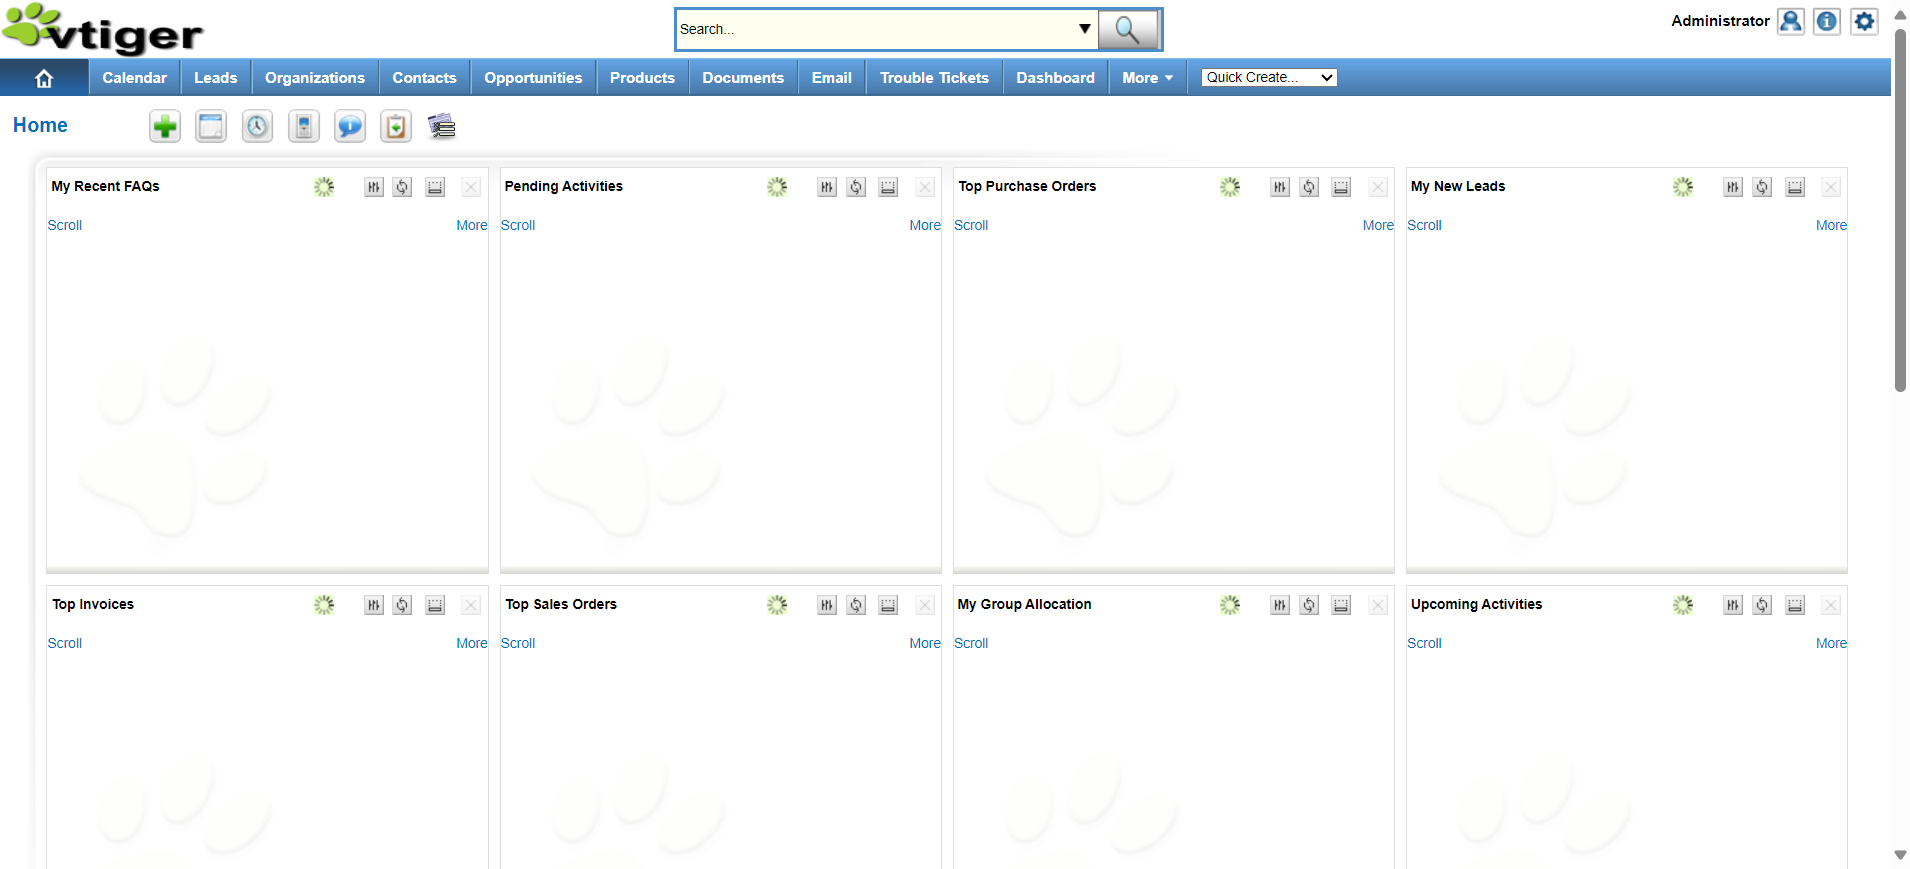 vtiger
Search...
Administrator
Calendar
Leads
Organizations
Contacts
Opportunities
Products
Documents
Email
Trouble Tickets
Dashboard
More
Quick Create...
Home
My Recent FAQs
Scroll
More
Pending Activities
Scroll
More
Top Purchase Orders
Scroll
More
My New Leads
Scroll
More
Top Invoices
Scroll
More
Top Sales Orders
Scroll
More
My Group Allocation
Scroll
Upcoming Activities
Scroll
More